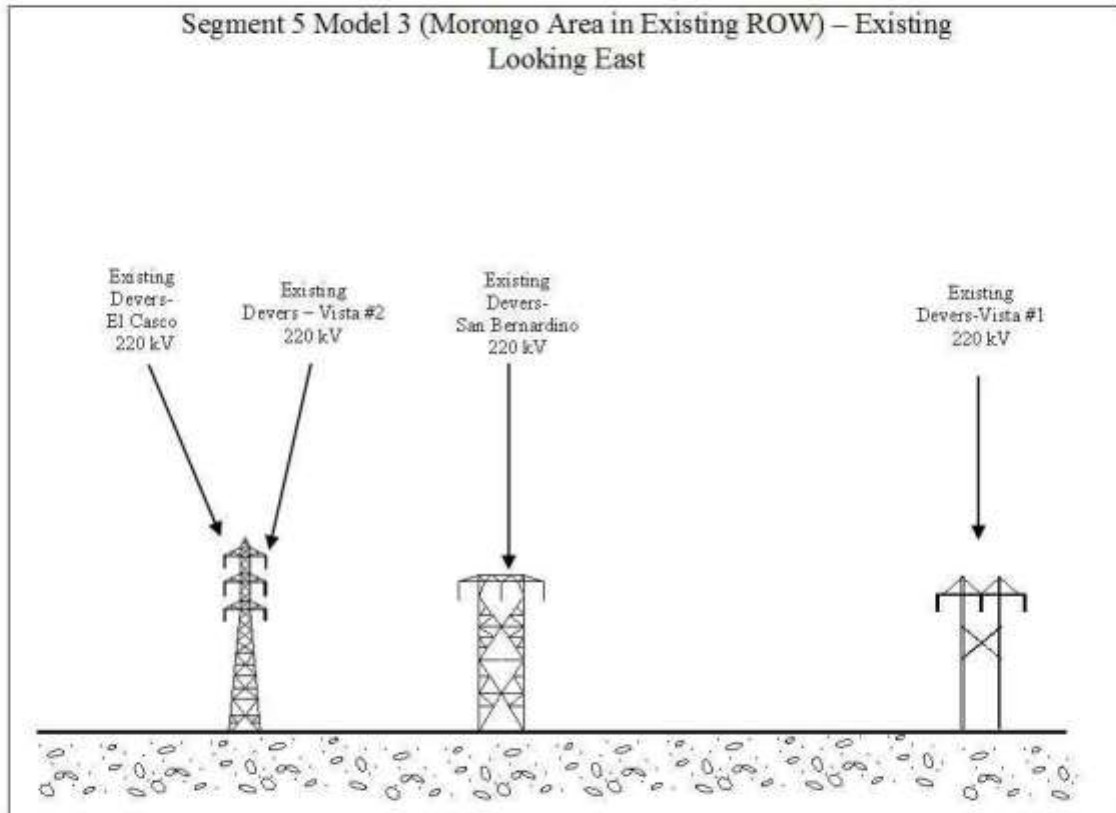 Segment 5 Model 3 (Morongo Area in Existing ROW) – Existing
Looking East
Existing
Devers-
El Casco
220 kV
Existing
Devers – Vista #2
220 kV
Existing
Devers-
San Bernardino
220 kV
Existing
Devers-Vista #1
220 kV